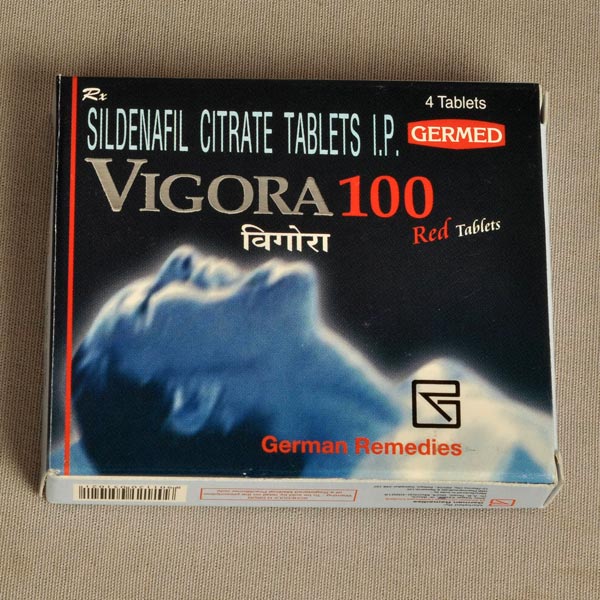 Rx
4 Tablets
SILDENAFIL CITRATE TABLETS I.P.
GERMED
VIGORA 100
Red Tablets
विगोरा
German Remedies